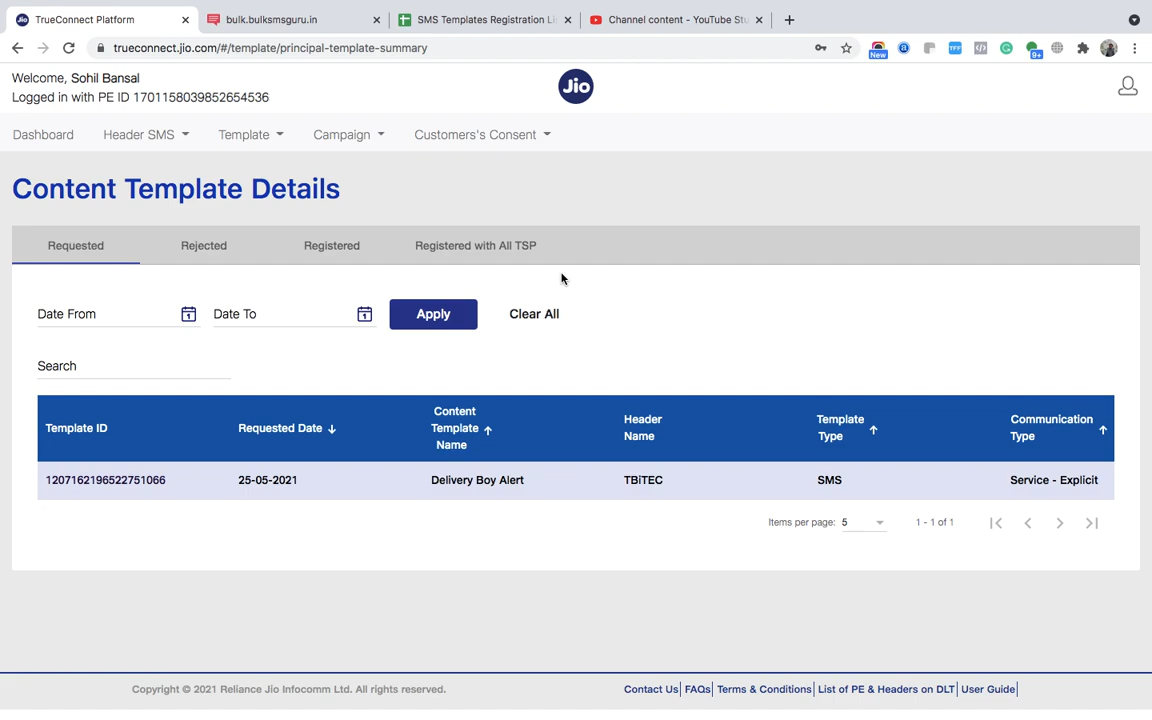 TrueConnect Platform
bulk.bulksmsguru.in
SMS Templates Registration Li
Channel content - YouTube Stu
trueconnect.jio.com/#/template/principal-template-summary
New
TFF
9+
Welcome, Sohil Bansal
Logged in with PE ID 1701158039852654536
Jio
Dashboard
Header SMS
Template
Campaign
Customers's Consent
Content Template Details
Requested
Rejected
Registered
Registered with All TSP
Date From
Date To
Apply
Clear All
Search
Template ID
Requested Date
Content
Template
Name
Header
Name
Template
Type
Communication
Type
1207162196522751066
25-05-2021
Delivery Boy Alert
TBiTEC
SMS
Service - Explicit
Items per page: 5
1 - 1 of 1
Copyright © 2021 Reliance Jio Infocomm Ltd. All rights reserved.
Contact Us| FAQs| Terms & Conditions| List of PE & Headers on DLT| User Guide|